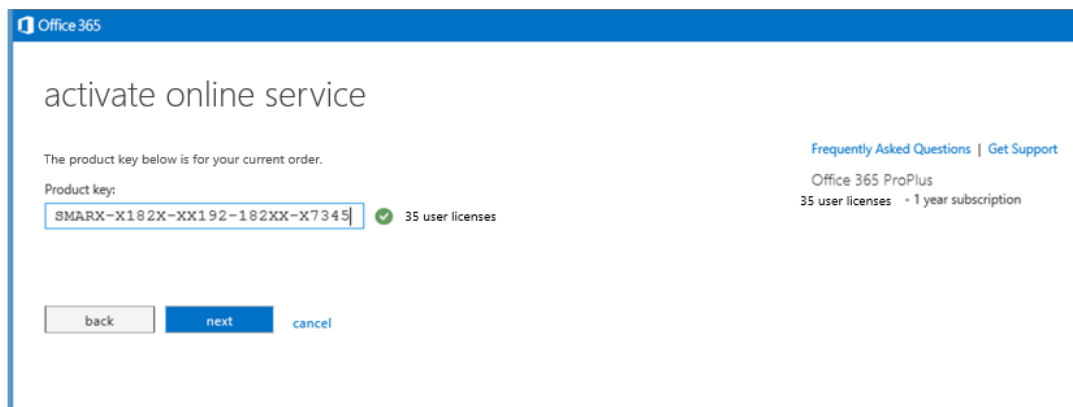 Office 365
activate online service
The product key below is for your current order.
Product key:
SMARX-X182X-XX192-182XX-X7345
35 user licenses
back
next
cancel
Frequently Asked Questions | Get Support
Office 365 ProPlus
35 user licenses - 1 year subscription